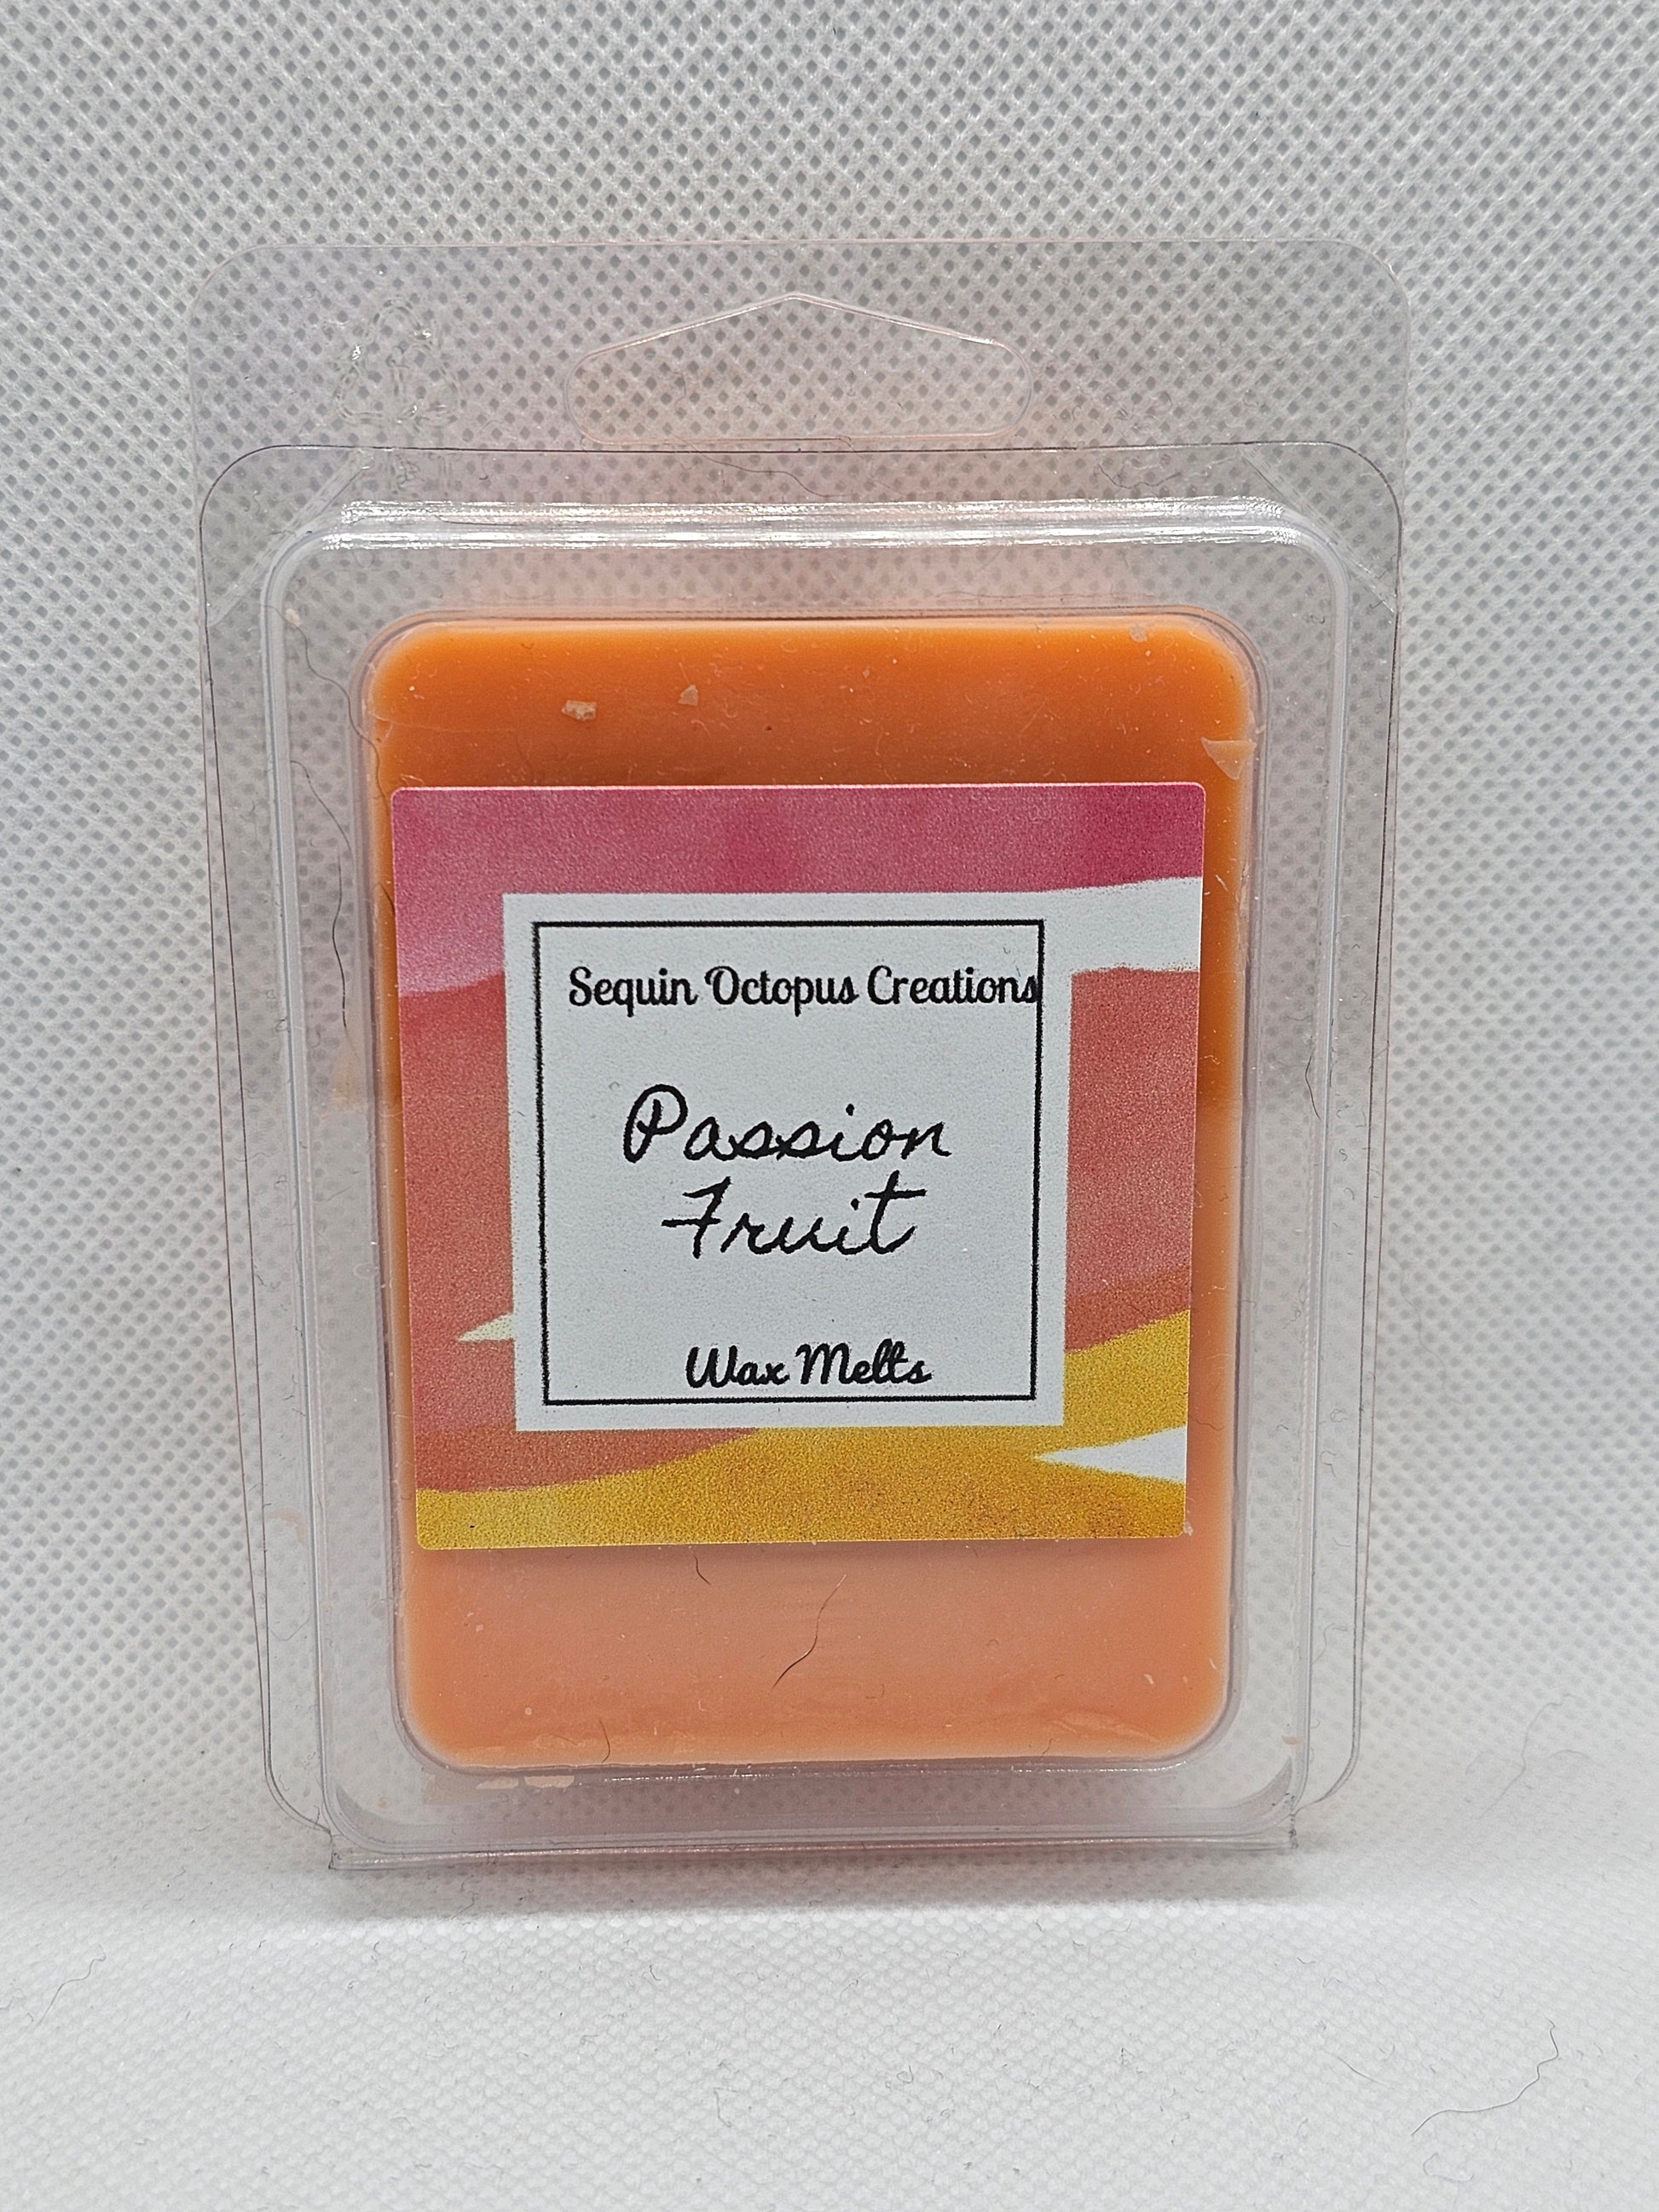 Sequin Octopus Creations
Passion
Fruit
Wax Melts